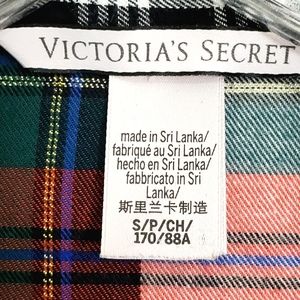 VICTORIA'S SECRET
made in Sri Lanka/
fabriqué au Sri Lanka/
hecho en Sri Lanka/
fabbricato in Sri
Lanka/
斯里兰卡制造
S/P/CH/
170/88A